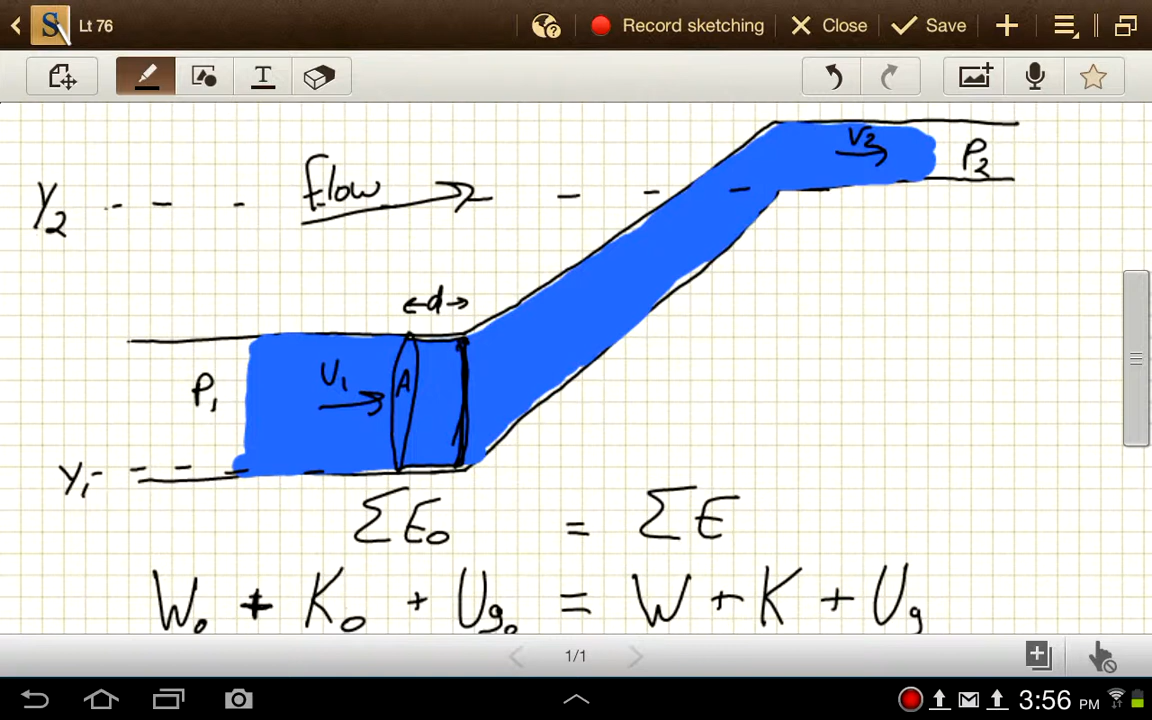 S Lt 76 Record sketching Close Save
T
V₂
P₂
flow
y₂
d
V₁
A
P₁
y₁
ΣE₀ = ΣE
W₀ + K₀ + Ug₀ = W + K + Ug
1/1
3:56 PM